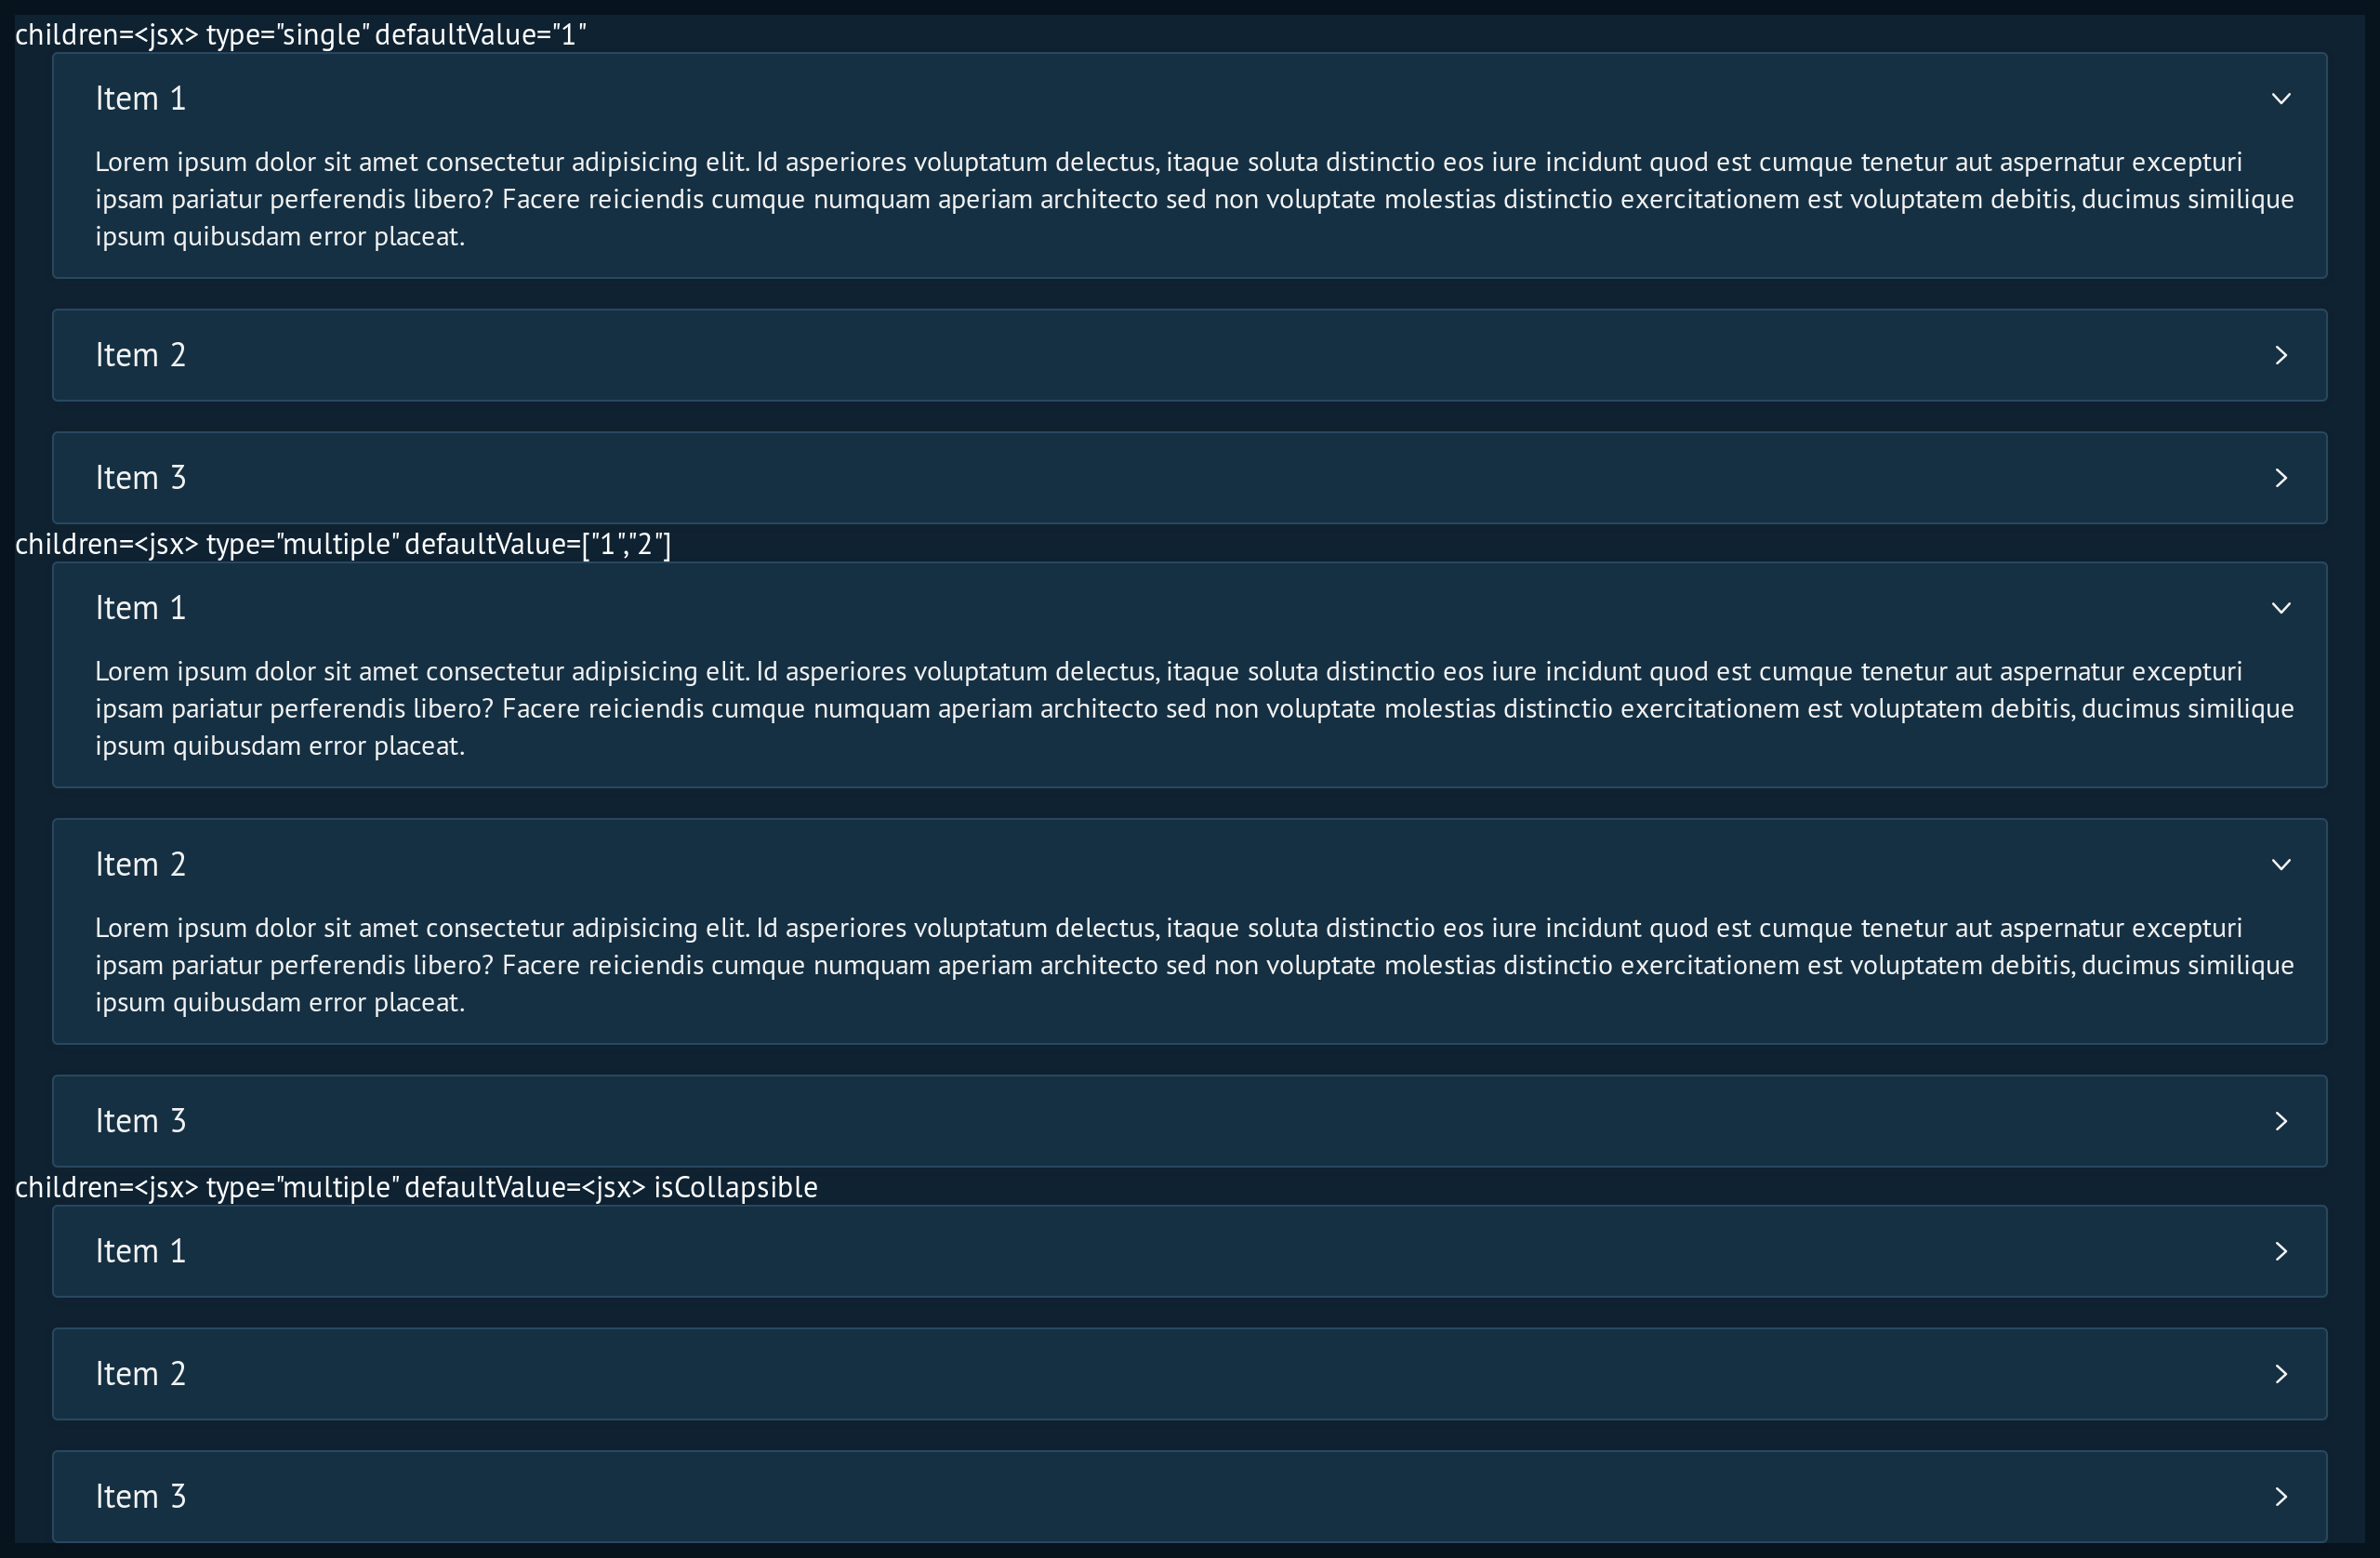 children=<jsx> type="single" defaultValue="1"
Item 1
Lorem ipsum dolor sit amet consectetur adipisicing elit. Id asperiores voluptatum delectus, itaque soluta distinctio eos iure incidunt quod est cumque tenetur aut aspernatur excepturi
ipsam pariatur perferendis libero? Facere reiciendis cumque numquam aperiam architecto sed non voluptate molestias distinctio exercitationem est voluptatem debitis, ducimus similique
ipsum quibusdam error placeat.
Item 2
Item 3
children=<jsx> type="multiple" defaultValue=["1","2"]
Item 1
Lorem ipsum dolor sit amet consectetur adipisicing elit. Id asperiores voluptatum delectus, itaque soluta distinctio eos iure incidunt quod est cumque tenetur aut aspernatur excepturi
ipsam pariatur perferendis libero? Facere reiciendis cumque numquam aperiam architecto sed non voluptate molestias distinctio exercitationem est voluptatem debitis, ducimus similique
ipsum quibusdam error placeat.
Item 2
Lorem ipsum dolor sit amet consectetur adipisicing elit. Id asperiores voluptatum delectus, itaque soluta distinctio eos iure incidunt quod est cumque tenetur aut aspernatur excepturi
ipsam pariatur perferendis libero? Facere reiciendis cumque numquam aperiam architecto sed non voluptate molestias distinctio exercitationem est voluptatem debitis, ducimus similique
ipsum quibusdam error placeat.
Item 3
children=<jsx> type="multiple" defaultValue=<jsx> isCollapsible
Item 1
Item 2
Item 3